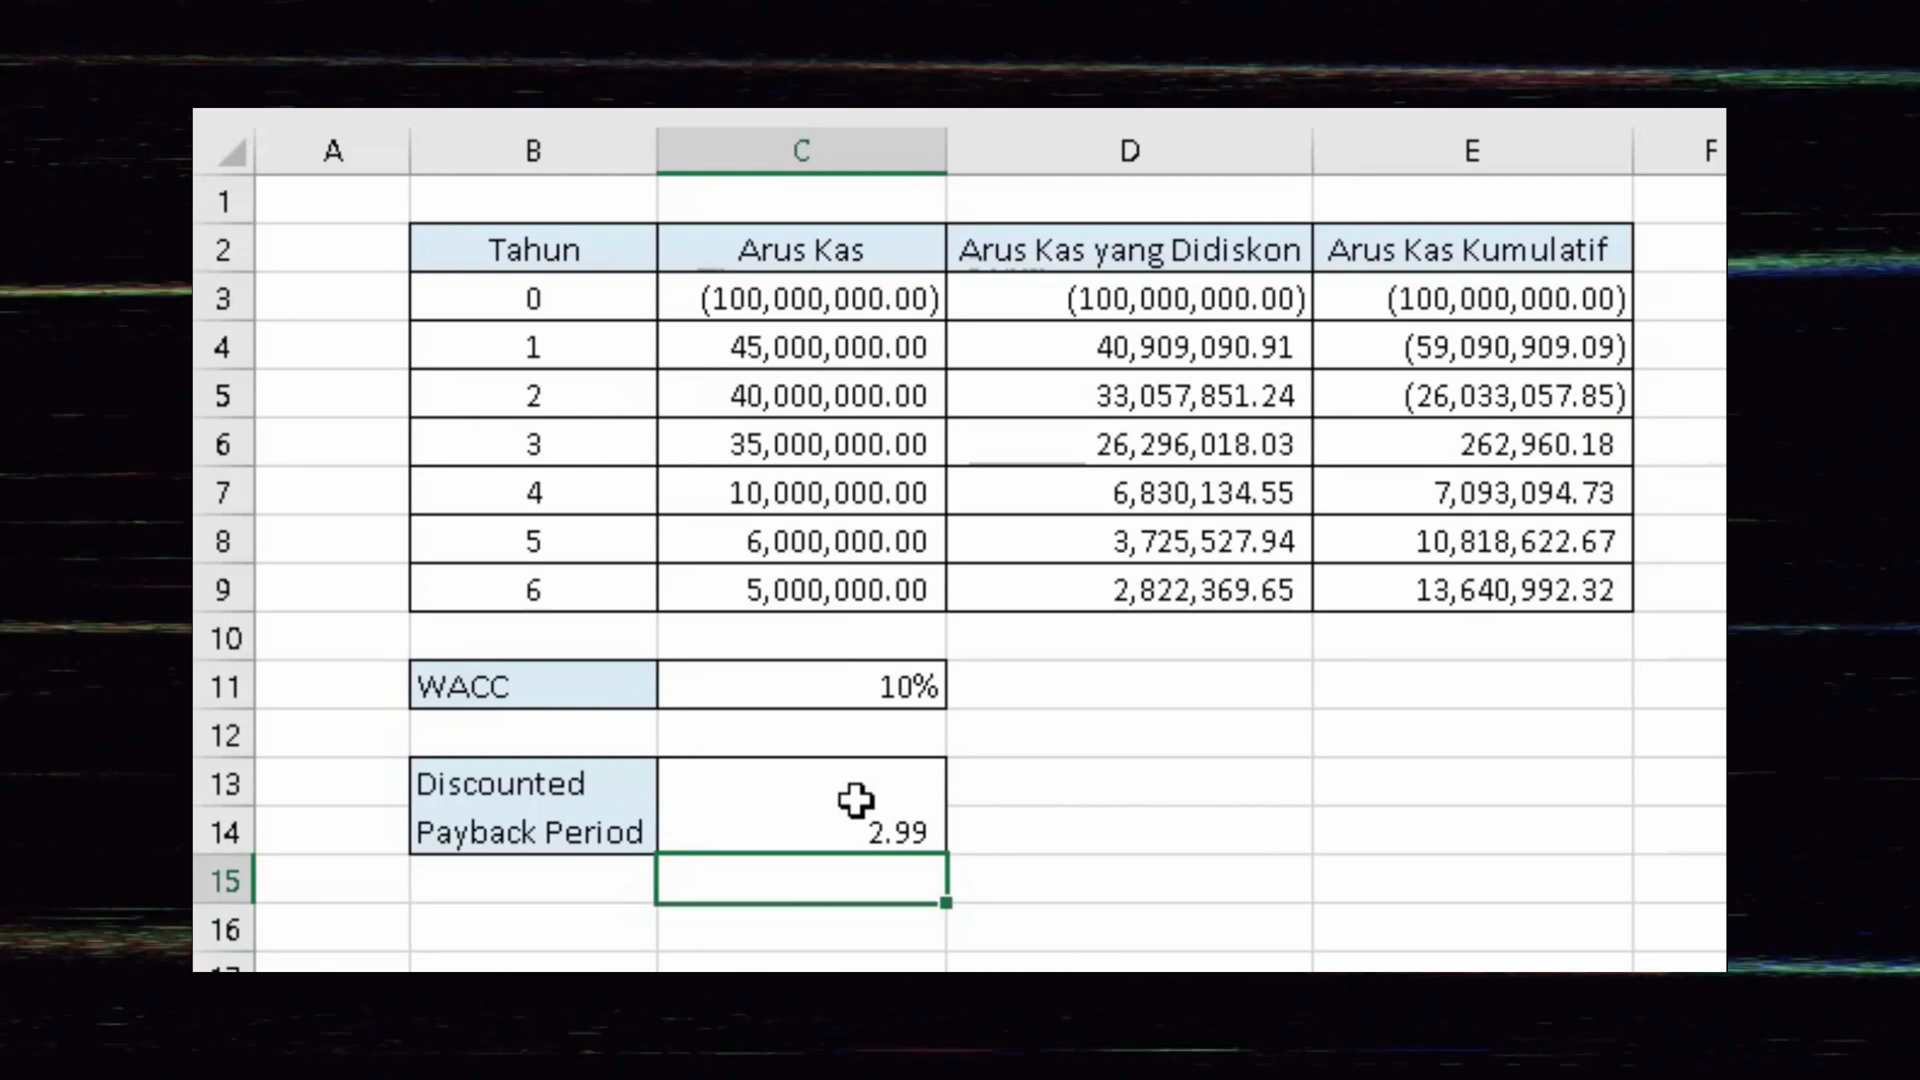 A B C D E F
1
2 Tahun Arus Kas Arus Kas yang Didiskon Arus Kas Kumulatif
3 0 (100,000,000.00) (100,000,000.00) (100,000,000.00)
4 1 45,000,000.00 40,909,090.91 (59,090,909.09)
5 2 40,000,000.00 33,057,851.24 (26,033,057.85)
6 3 35,000,000.00 26,296,018.03 262,960.18
7 4 10,000,000.00 6,830,134.55 7,093,094.73
8 5 6,000,000.00 3,725,527.94 10,818,622.67
9 6 5,000,000.00 2,822,369.65 13,640,992.32
10
11 WACC 10%
12
13 Discounted
14 Payback Period 2.99
15
16